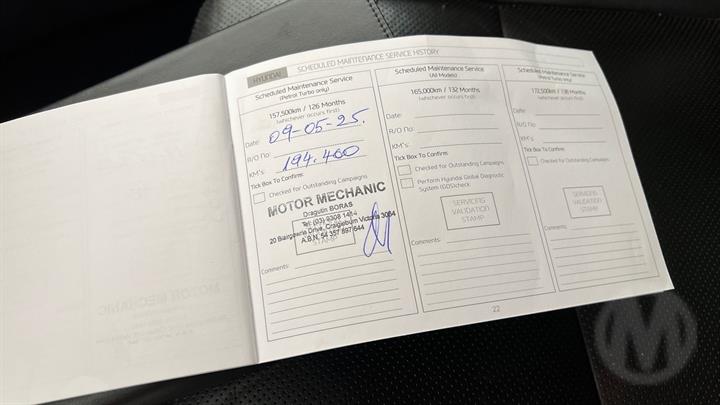 HYUNDAI SCHEDULED MAINTENANCE SERVICE HISTORY
Scheduled Maintenance Service
(Petrol Turbo only)
157,500km / 126 Months
(whichever occurs first)
Date: 09-05-25.
R/O No:
KM's: 194.460
Tick Box To Confirm:
Checked for Outstanding Campaigns
MOTOR MECHANIC
Dragutin BORAS
Tel: (03) 9308 1484
20 Blairgowrie Drive, Craigieburn Victoria 3064
A.B.N. 54 357 897 644
STAMP
Comments:
Scheduled Maintenance Service
(All Models)
165,000km / 132 Months
(whichever occurs first)
Date:
R/O No:
KM's:
Tick Box To Confirm:
Checked for Outstanding Campaigns
Perform Hyundai Global Diagnostic
System (GDS)check
SERVICING
VALIDATION
STAMP
Comments:
Scheduled Maintenance Service
(Petrol Turbo only)
172,500km / 138 Months
(whichever occurs first)
Date:
R/O No:
KM's:
Tick Box To Confirm:
Checked for Outstanding Campaigns
SERVICING
VALIDATION
STAMP
Comments:
22
M